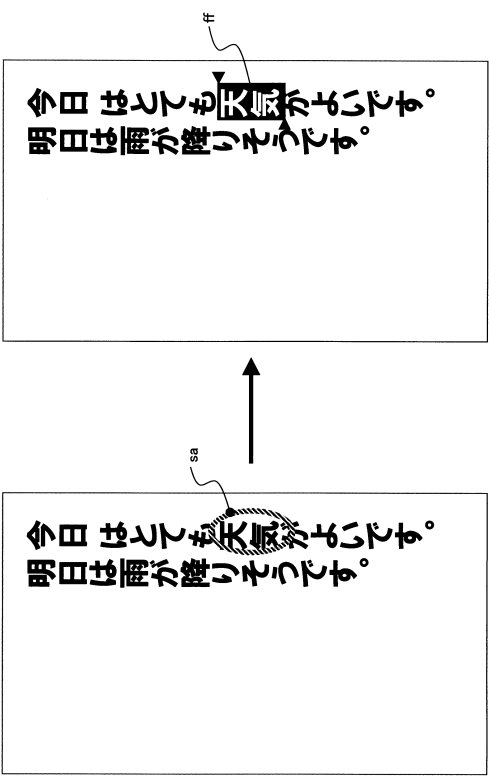 ff
今日はとても天気がよいです。
明日は雨が降りそうです。
sa
今日はとても天気がよいです。
明日は雨が降りそうです。